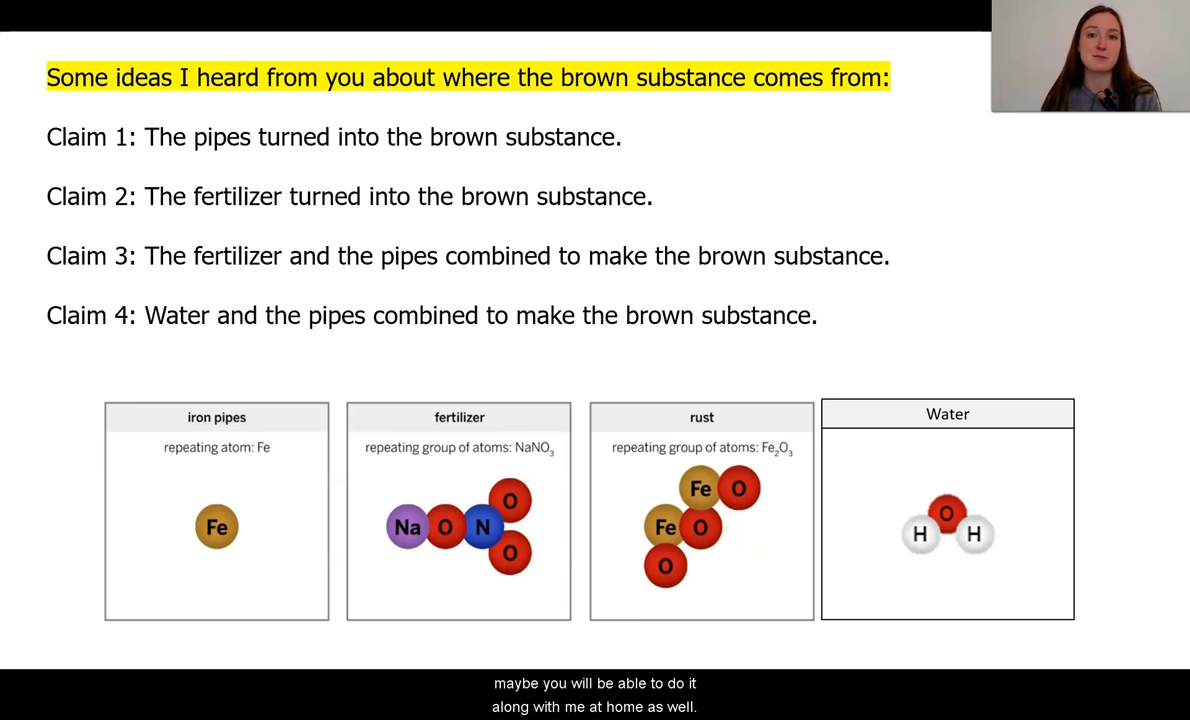 Some ideas I heard from you about where the brown substance comes from:
Claim 1: The pipes turned into the brown substance.
Claim 2: The fertilizer turned into the brown substance.
Claim 3: The fertilizer and the pipes combined to make the brown substance.
Claim 4: Water and the pipes combined to make the brown substance.
iron pipes
repeating atom: Fe
Fe
fertilizer
repeating group of atoms: NaNO₃
O
Na O N
O
rust
repeating group of atoms: Fe₂O₃
Fe O
Fe O
O
Water
O
H H
maybe you will be able to do it
along with me at home as well.